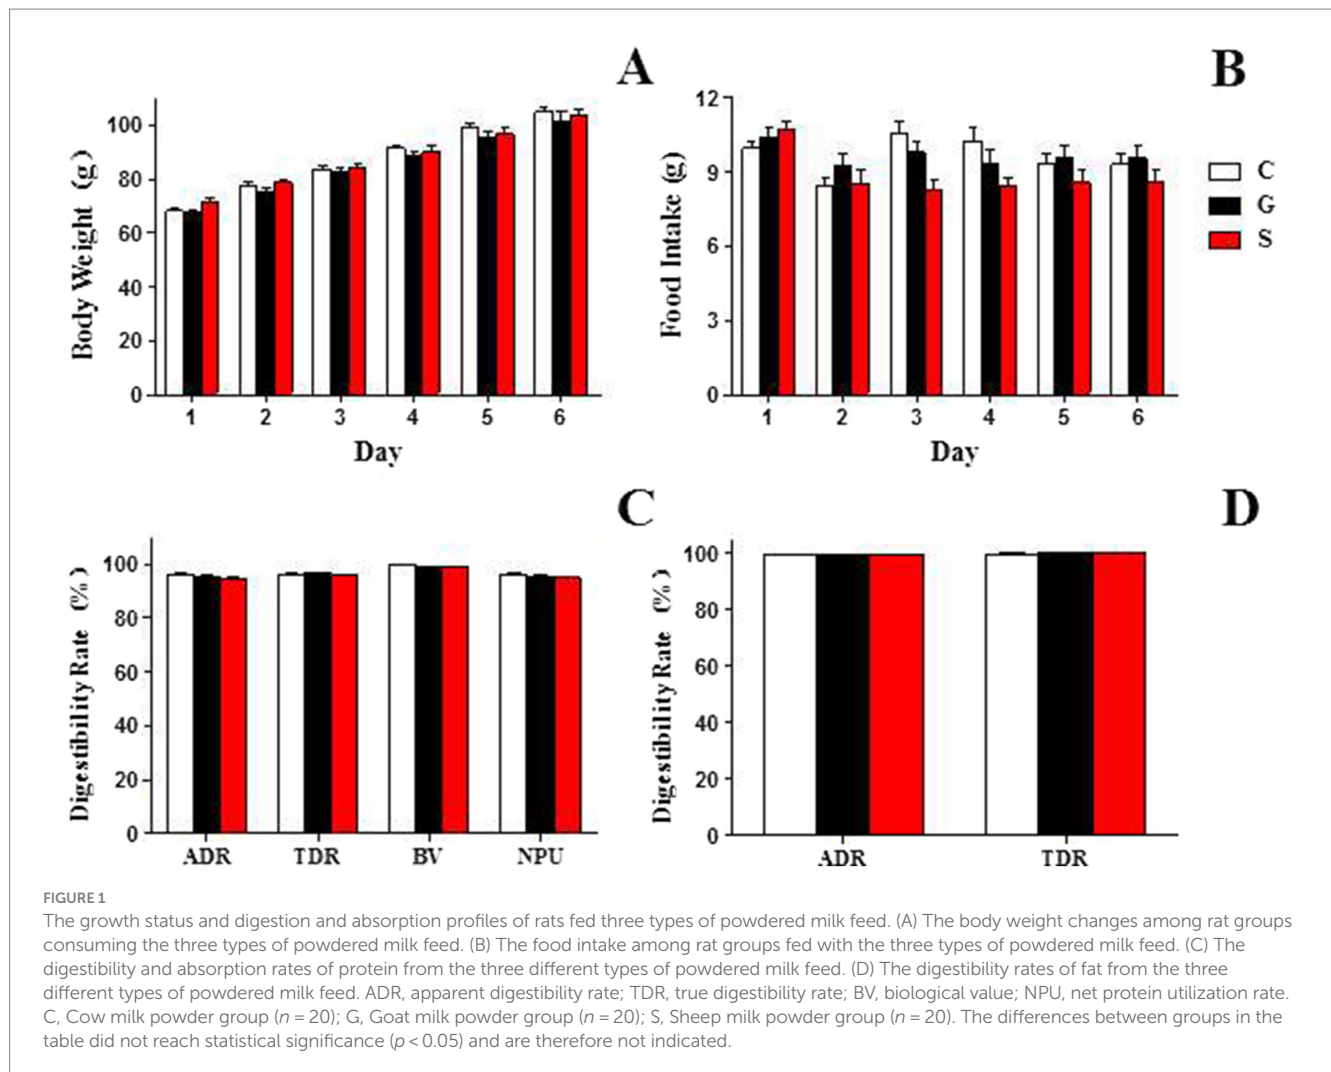 A
B
100
80
60
40
20
0
Body Weight (g)
1 2 3 4 5 6
Day
12
9
6
3
0
Food Intake (g)
1 2 3 4 5 6
Day
C
G
S
C
D
100
80
60
40
20
0
Digestibility Rate (%)
ADR TDR BV NPU
100
80
60
40
20
0
Digestibility Rate (%)
ADR TDR
FIGURE 1
The growth status and digestion and absorption profiles of rats fed three types of powdered milk feed. (A) The body weight changes among rat groups
consuming the three types of powdered milk feed. (B) The food intake among rat groups fed with the three types of powdered milk feed. (C) The
digestibility and absorption rates of protein from the three different types of powdered milk feed. (D) The digestibility rates of fat from the three
different types of powdered milk feed. ADR, apparent digestibility rate; TDR, true digestibility rate; BV, biological value; NPU, net protein utilization rate.
C, Cow milk powder group (n = 20); G, Goat milk powder group (n = 20); S, Sheep milk powder group (n = 20). The differences between groups in the
table did not reach statistical significance (p < 0.05) and are therefore not indicated.